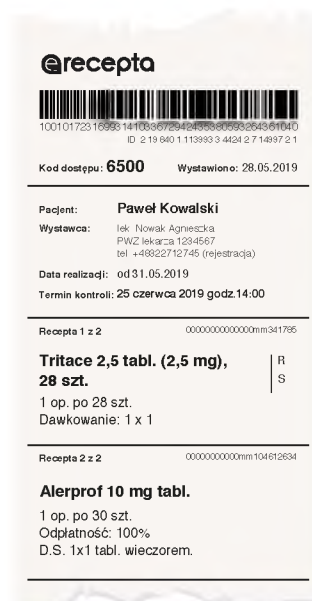 erecepta
ID 2 19 640 1 113993 3 4424 2 7 14997 2 1
Kod dostępu: 6500 Wystawiono: 28.05.2019
Pacjent: Paweł Kowalski
Wystawca: lek Nowak Agnieszka
PWZ lekarza 1234567
tel +48322712745 (rejestracja)
Data realizacji: od 31.05.2019
Termin kontroli: 25 czerwca 2019 godz.14:00
Recepta 1 z 2 00000000000000mm341785
Tritace 2,5 tabl. (2,5 mg), R
28 szt. S
1 op. po 28 szt.
Dawkowanie: 1 x 1
Recepta 2 z 2 00000000000mm104612634
Alerprof 10 mg tabl.
1 op. po 30 szt.
Odpłatność: 100%
D.S. 1x1 tabl. wieczorem.